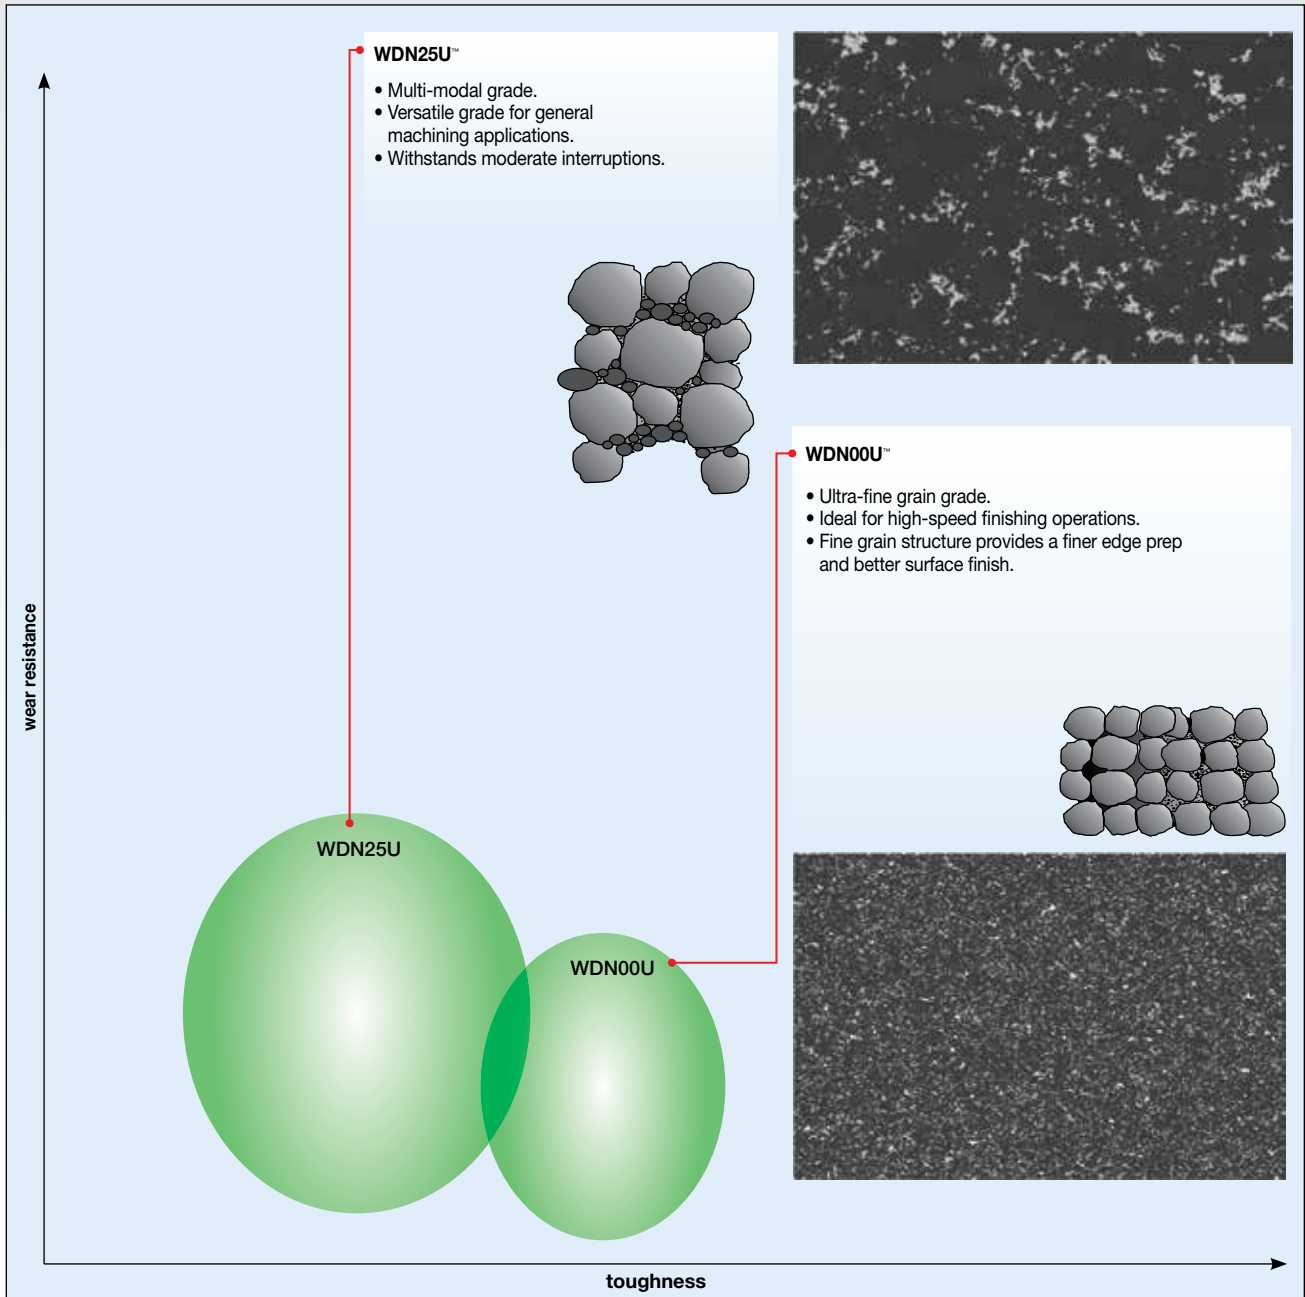 WDN25U™
• Multi-modal grade.
• Versatile grade for general
machining applications.
• Withstands moderate interruptions.
WDN00U™
• Ultra-fine grain grade.
• Ideal for high-speed finishing operations.
• Fine grain structure provides a finer edge prep
and better surface finish.
wear resistance
WDN25U
WDN00U
toughness